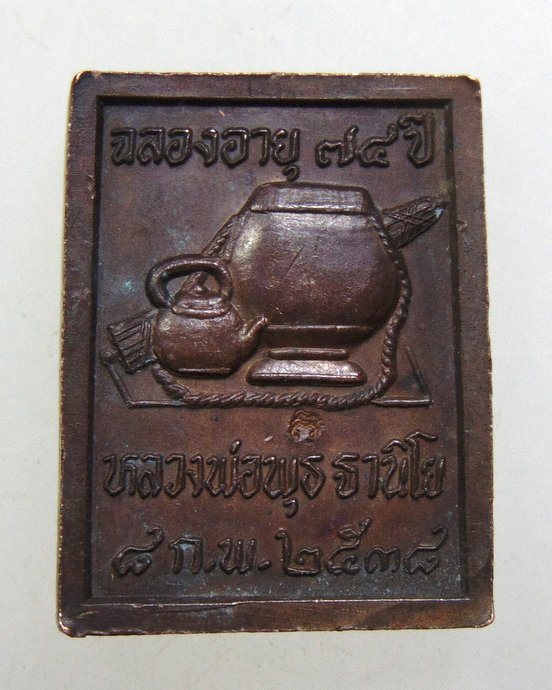 ฉลองอายุ ๗๔ ปี
หลวงพ่อพุธ ฐานิโย
๘ ก.พ. ๒๕๓๘